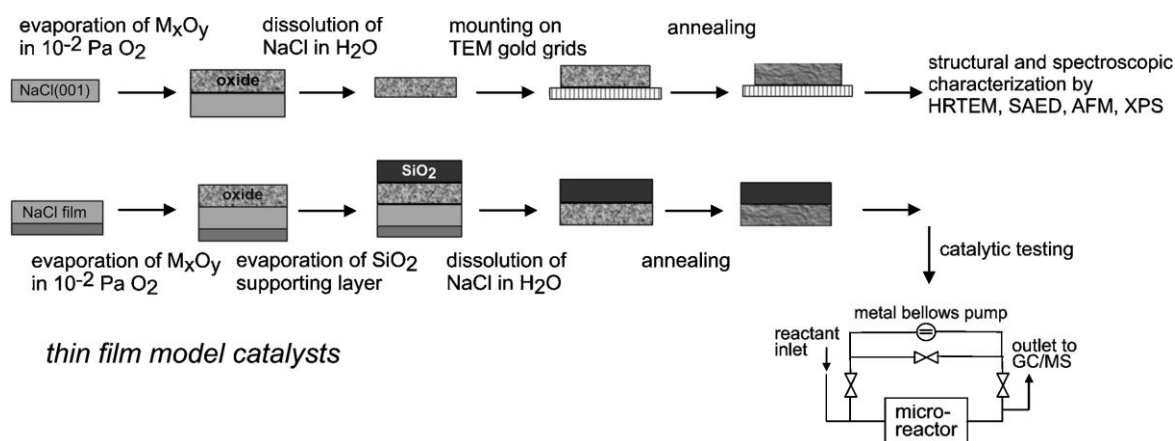 evaporation of MxOy
in 10-2 Pa O2
dissolution of
NaCl in H2O
mounting on
TEM gold grids
annealing
NaCl(001)
oxide
structural and spectroscopic
characterization by
HRTEM, SAED, AFM, XPS
SiO2
NaCl film
oxide
evaporation of MxOy
in 10-2 Pa O2
evaporation of SiO2
supporting layer
dissolution of
NaCl in H2O
annealing
catalytic testing
thin film model catalysts
metal bellows pump
reactant
inlet
outlet to
GC/MS
micro-
reactor